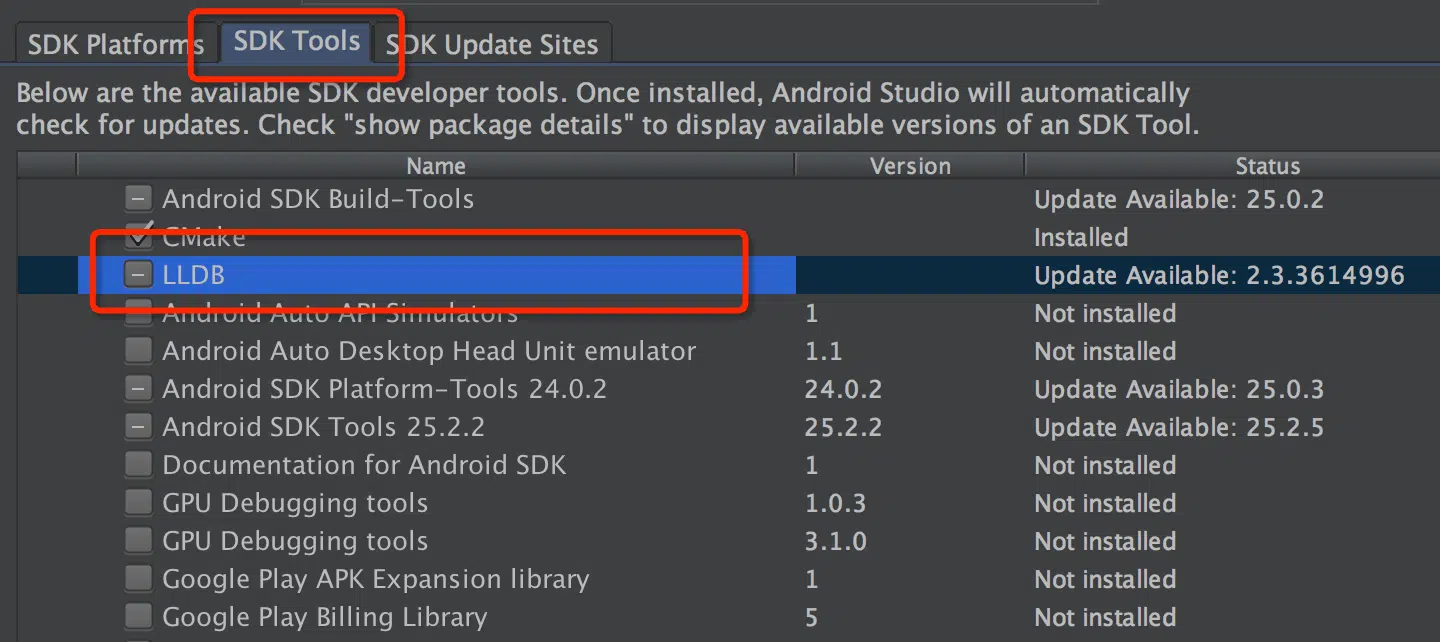 SDK Platforms SDK Tools SDK Update Sites
Below are the available SDK developer tools. Once installed, Android Studio will automatically
check for updates. Check "show package details" to display available versions of an SDK Tool.
Name Version Status
Android SDK Build-Tools Update Available: 25.0.2
CMake Installed
LLDB Update Available: 2.3.3614996
Android Auto API Simulators 1 Not installed
Android Auto Desktop Head Unit emulator 1.1 Not installed
Android SDK Platform-Tools 24.0.2 24.0.2 Update Available: 25.0.3
Android SDK Tools 25.2.2 25.2.2 Update Available: 25.2.5
Documentation for Android SDK 1 Not installed
GPU Debugging tools 1.0.3 Not installed
GPU Debugging tools 3.1.0 Not installed
Google Play APK Expansion library 1 Not installed
Google Play Billing Library 5 Not installed